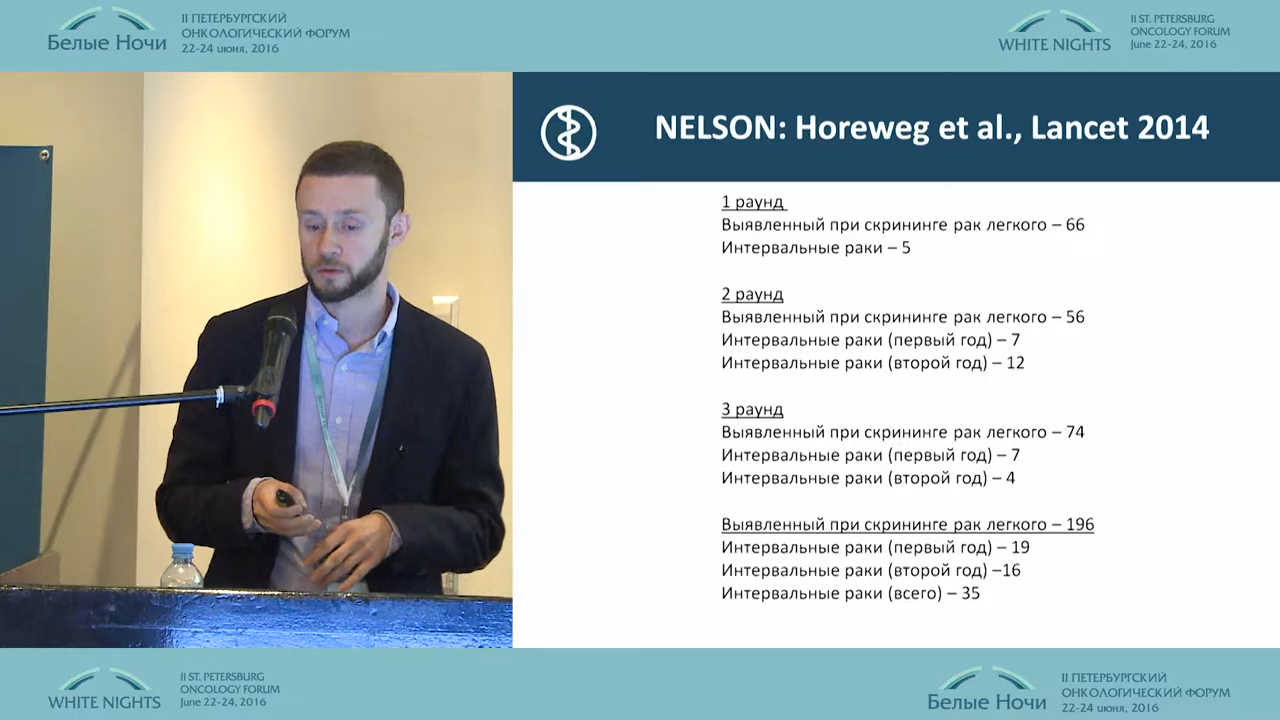 Белые Ночи
II ПЕТЕРБУРГСКИЙ
ОНКОЛОГИЧЕСКИЙ ФОРУМ
22-24 июня, 2016
WHITE NIGHTS
II ST. PETERSBURG
ONCOLOGY FORUM
June 22-24, 2016
NELSON: Horeweg et al., Lancet 2014
1 раунд
Выявленный при скрининге рак легкого – 66
Интервальные раки – 5
2 раунд
Выявленный при скрининге рак легкого – 56
Интервальные раки (первый год) – 7
Интервальные раки (второй год) – 12
3 раунд
Выявленный при скрининге рак легкого – 74
Интервальные раки (первый год) – 7
Интервальные раки (второй год) – 4
Выявленный при скрининге рак легкого – 196
Интервальные раки (первый год) – 19
Интервальные раки (второй год) –16
Интервальные раки (всего) – 35
WHITE NIGHTS
II ST. PETERSBURG
ONCOLOGY FORUM
June 22-24, 2016
Белые Ночи
II ПЕТЕРБУРГСКИЙ
ОНКОЛОГИЧЕСКИЙ ФОРУМ
22-24 июня, 2016